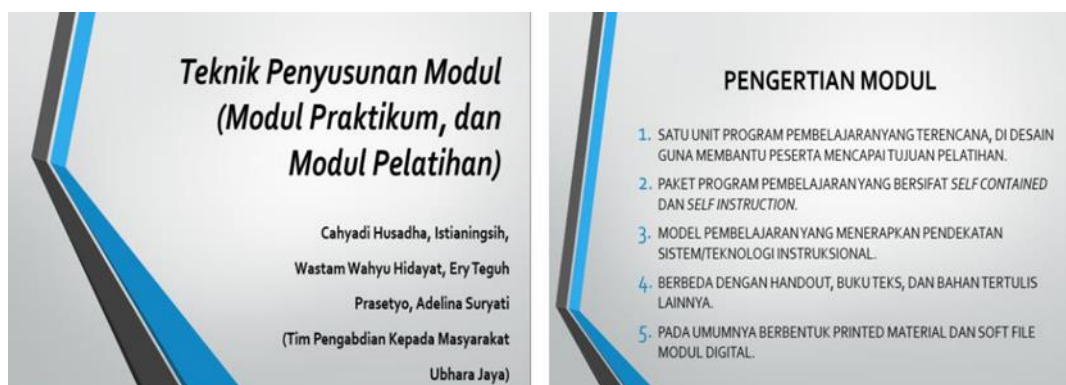 Teknik Penyusunan Modul
(Modul Praktikum, dan
Modul Pelatihan)
Cahyadi Husadha, Istianingsih,
Wastam Wahyu Hidayat, Ery Teguh
Prasetyo, Adelina Suryati
(Tim Pengabdian Kepada Masyarakat
Ubhara Jaya)
PENGERTIAN MODUL
1. SATU UNIT PROGRAM PEMBELAJARANYANG TERENCANA, DI DESAIN
GUNA MEMBANTU PESERTA MENCAPAI TUJUAN PELATIHAN.
2. PAKET PROGRAM PEMBELAJARAN YANG BERSIFAT SELF CONTAINED
DAN SELF INSTRUCTION.
3. MODEL PEMBELAJARAN YANG MENERAPKAN PENDEKATAN
SISTEM/TEKNOLOGI INSTRUKSIONAL.
4. BERBEDA DENGAN HANDOUT, BUKU TEKS, DAN BAHAN TERTULIS
LAINNYA.
5. PADA UMUMNYA BERBENTUK PRINTED MATERIAL DAN SOFT FILE
MODUL DIGITAL.